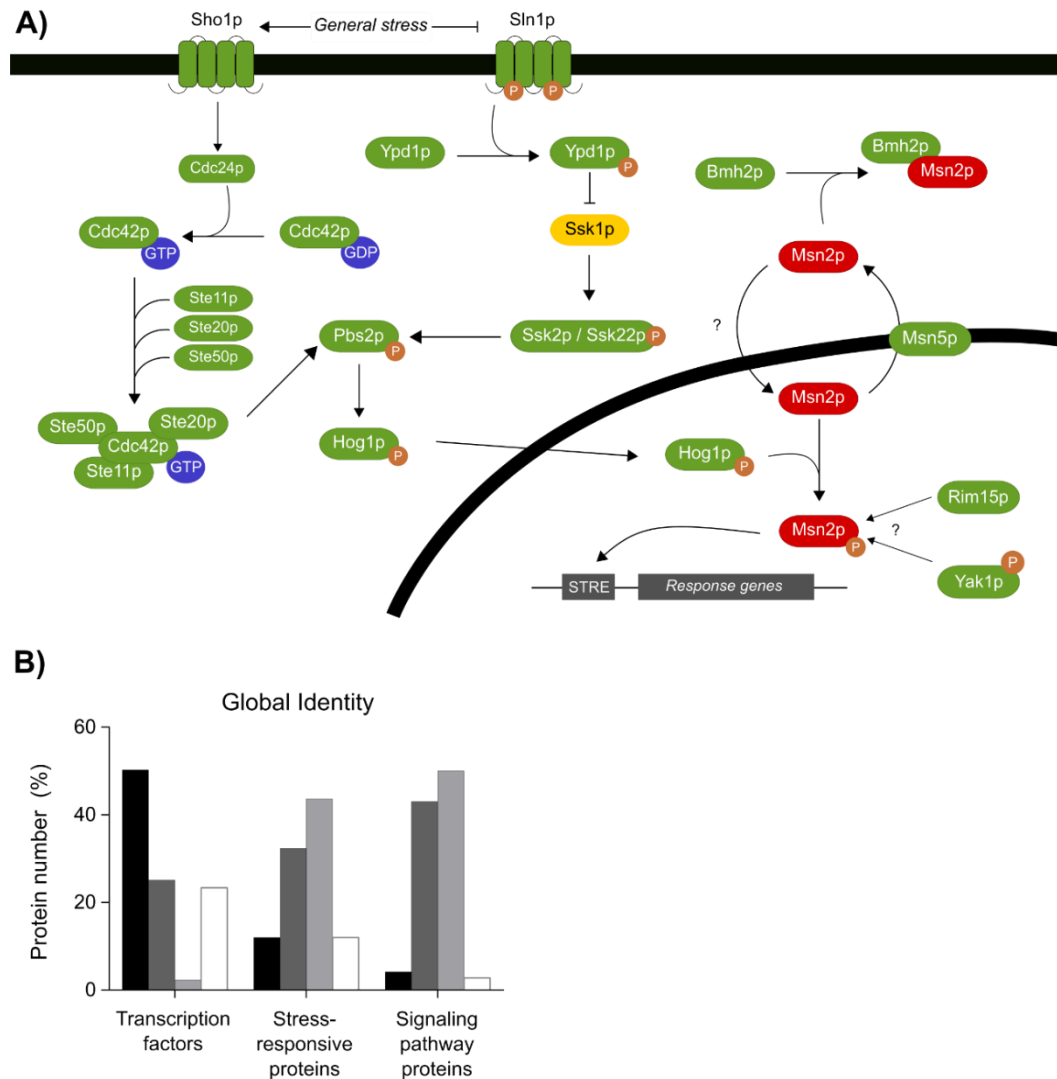 A)
Sho1p
General stress
Sln1p
P
P
Cdc24p
Ypd1p
Ypd1p
P
Bmh2p
Bmh2p
Msn2p
Ssk1p
Cdc42p
GTP
Cdc42p
GDP
Msn2p
Ste11p
Ste20p
Ste50p
Pbs2p
P
Ssk2p / Ssk22p
P
?
Msn5p
Msn2p
Ste50p
Ste20p
Cdc42p
Ste11p
GTP
Hog1p
P
Hog1p
P
Rim15p
Msn2p
P
?
P
Yak1p
STRE
Response genes
B)
Global Identity
Protein number (%)
60
40
20
0
Transcription
factors
Stress-
responsive
proteins
Signaling
pathway
proteins